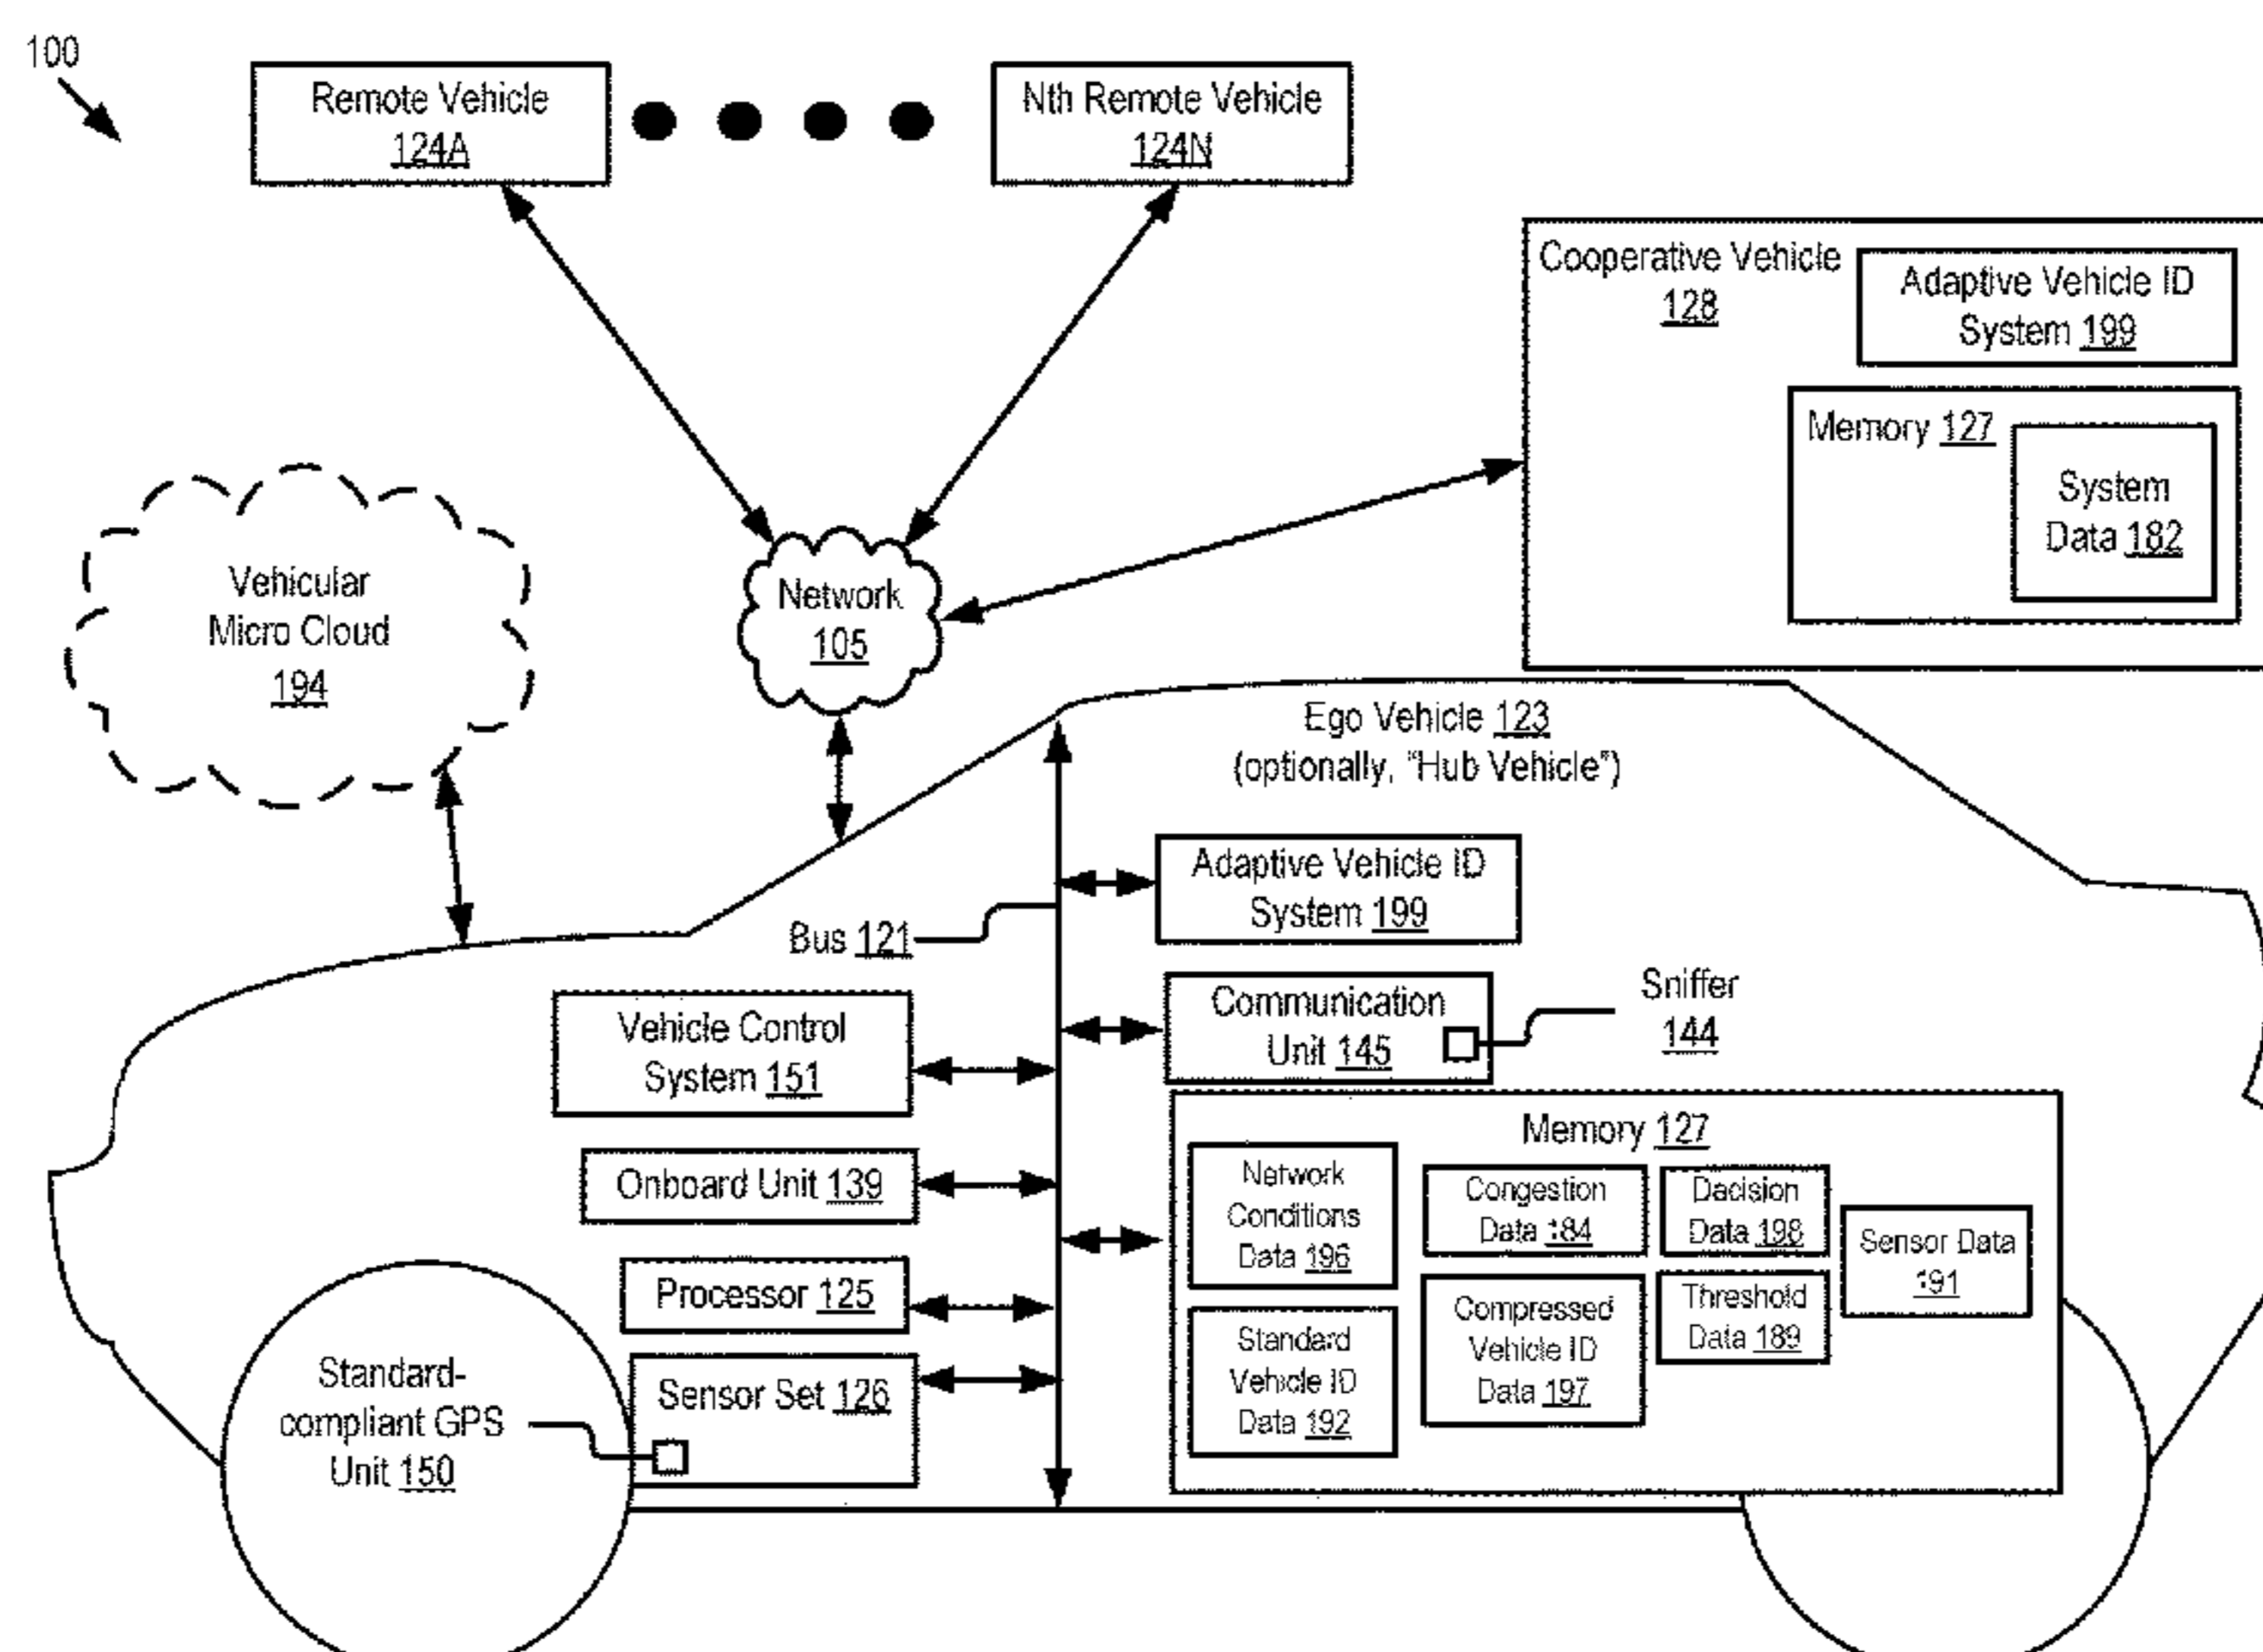 100
Remote Vehicle
124A
Nth Remote Vehicle
124N
Cooperative Vehicle
128
Adaptive Vehicle ID
System 199
Memory 127
System
Data 182
Vehicular
Micro Cloud
194
Network
105
Ego Vehicle 123
(optionally, "Hub Vehicle")
Adaptive Vehicle ID
System 199
Bus 121
Communication
Unit 145
Sniffer
144
Vehicle Control
System 151
Onboard Unit 139
Processor 125
Sensor Set 126
Standard-
compliant GPS
Unit 150
Memory 127
Network
Conditions
Data 196
Standard
Vehicle ID
Data 192
Congestion
Data 184
Compressed
Vehicle ID
Data 197
Dacision
Data 198
Threshold
Data 189
Sensor Data
191